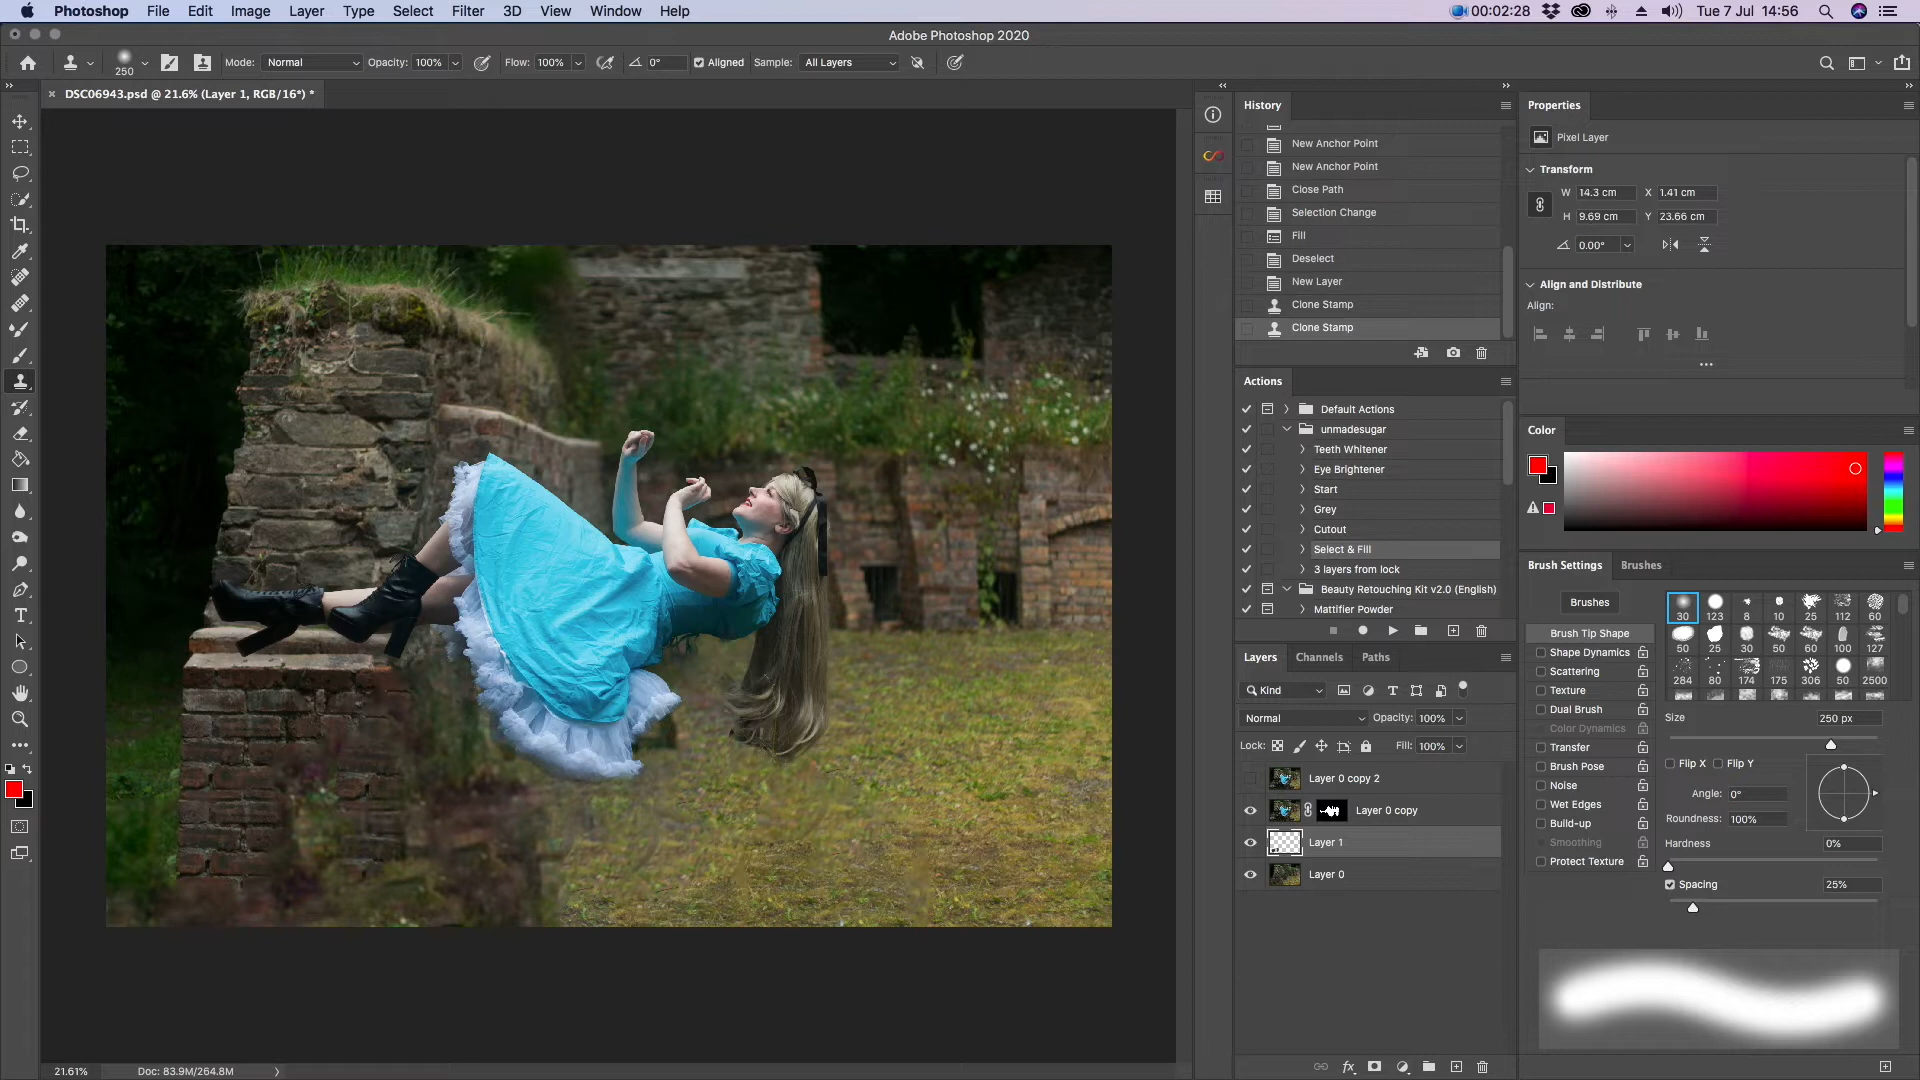 Photoshop File Edit Image Layer Type Select Filter 3D View Window Help 00:02:28 Tue 7 Jul 14:56
Adobe Photoshop 2020
250 Mode: Normal Opacity: 100% Flow: 100% 0° Aligned Sample: All Layers
DSC06943.psd @ 21.6% (Layer 1, RGB/16*) *
History
New Anchor Point
New Anchor Point
Close Path
Selection Change
Fill
Deselect
New Layer
Clone Stamp
Clone Stamp
Actions
Default Actions
unmadesugar
Teeth Whitener
Eye Brightener
Start
Grey
Cutout
Select & Fill
3 layers from lock
Beauty Retouching Kit v2.0 (English)
Mattifier Powder
Layers Channels Paths
Kind
Normal Opacity: 100%
Lock: Fill: 100%
Layer 0 copy 2
Layer 0 copy
Layer 1
Layer 0
Properties
Pixel Layer
Transform
W 14.3 cm X 1.41 cm
H 9.69 cm Y 23.66 cm
0.00°
Align and Distribute
Align:
Color
Brush Settings Brushes
Brushes
Brush Tip Shape
Shape Dynamics
Scattering
Texture
Dual Brush
Color Dynamics
Transfer
Brush Pose
Noise
Wet Edges
Build-up
Smoothing
Protect Texture
30 123 8 10 25 112 60
50 25 30 50 60 100 127
284 80 174 175 306 50 2500
Size 250 px
Flip X Flip Y
Angle: 0°
Roundness: 100%
Hardness 0%
Spacing 25%
21.61% Doc: 83.9M/264.8M